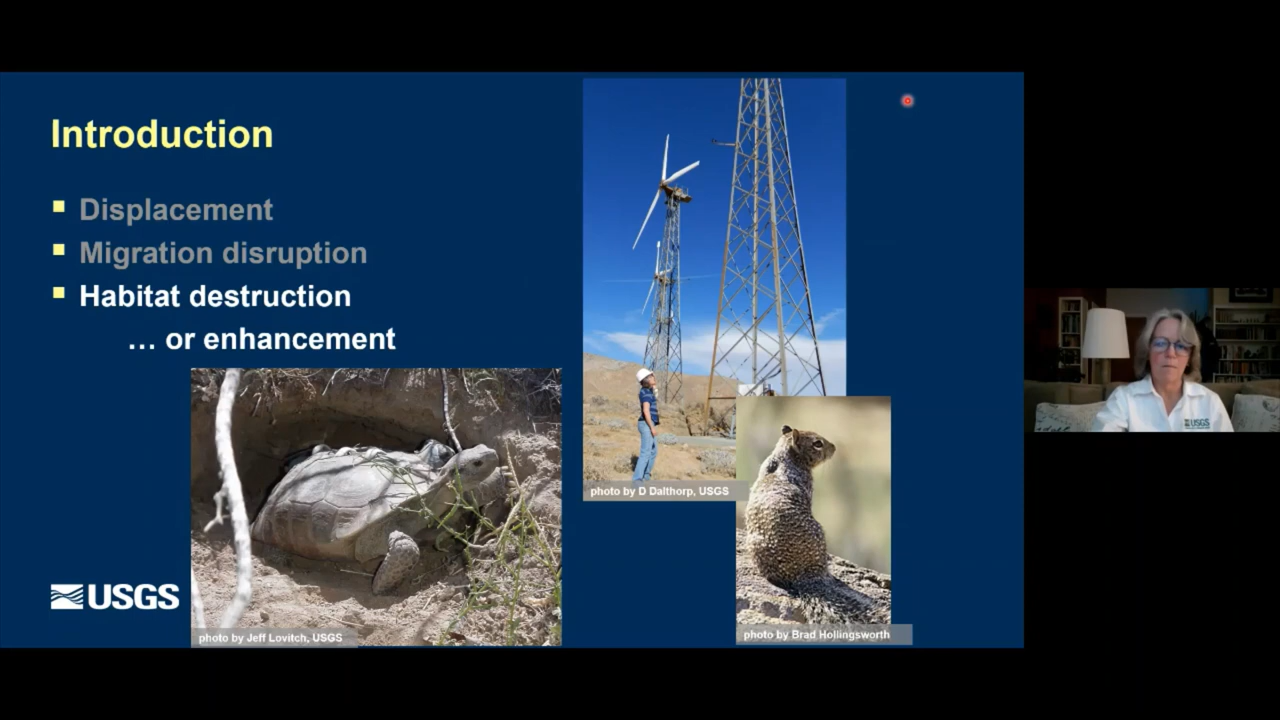 Introduction
Displacement
Migration disruption
Habitat destruction
... or enhancement
photo by D Dalthorp, USGS
photo by Jeff Lovitch, USGS
photo by Brad Hollingsworth
USGS
USGS